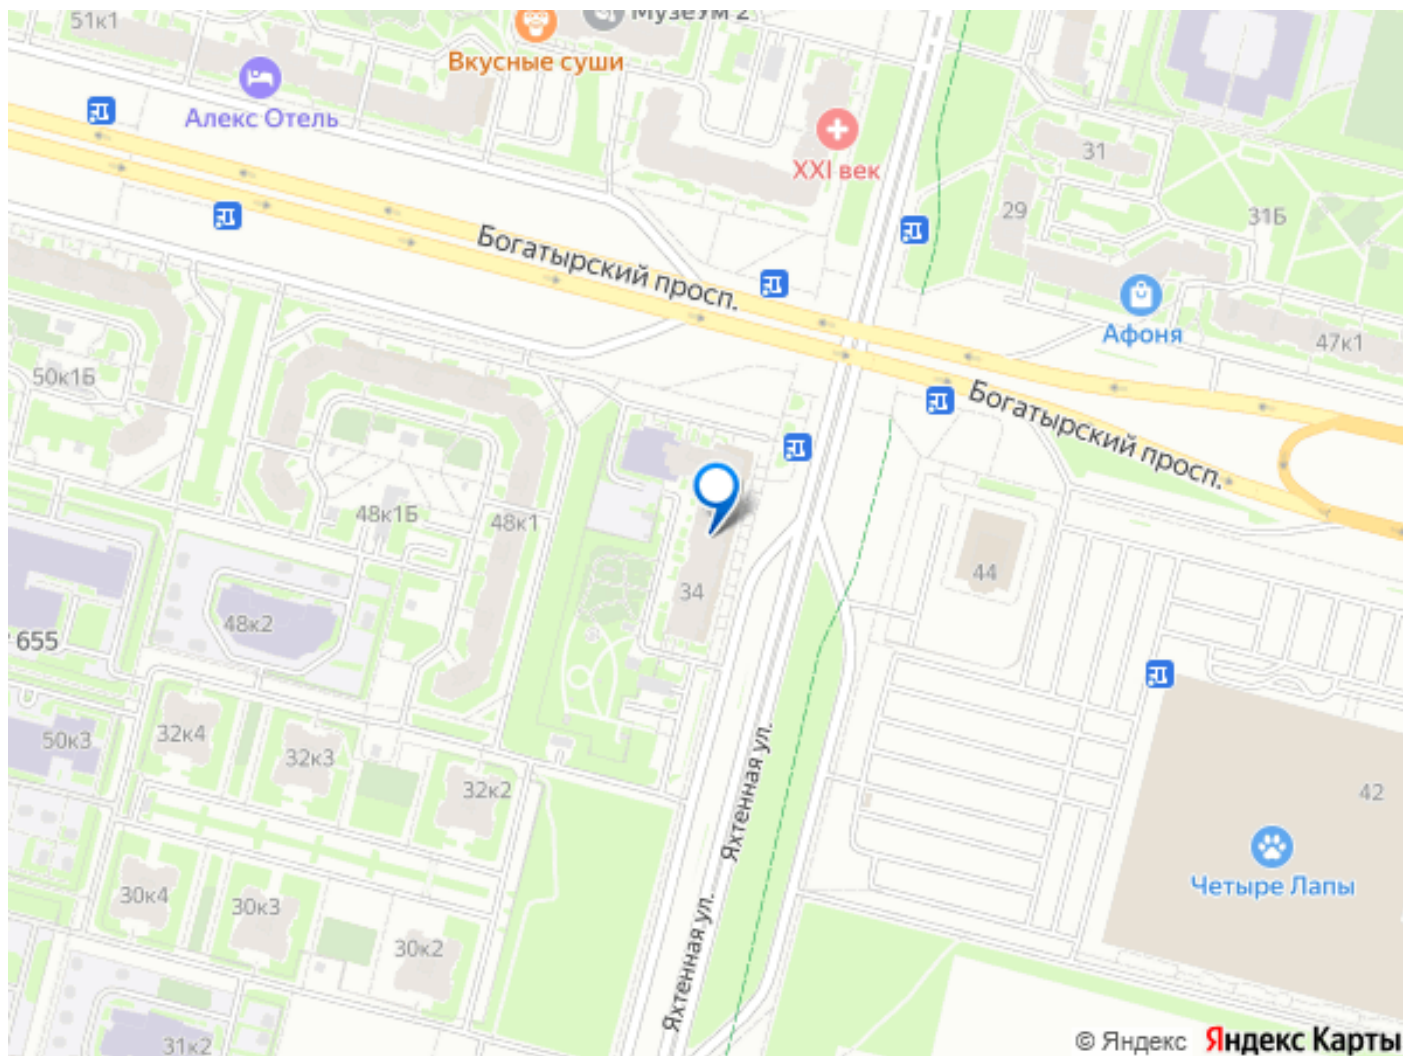 51к1
МузеУм 2
Вкусные суши
Алекс Отель
XXI век
31
29
31Б
Богатырский просп.
Афоня
47к1
50к1Б
Богатырский просп.
48к1Б
48к1
44
34
48к2
655
32к4
50к3
32к3
32к2
42
Яхтенная ул.
Четыре Лапы
30к4
30к3
30к2
Яхтенная ул.
31к2
© Яндекс Яндекс Карты